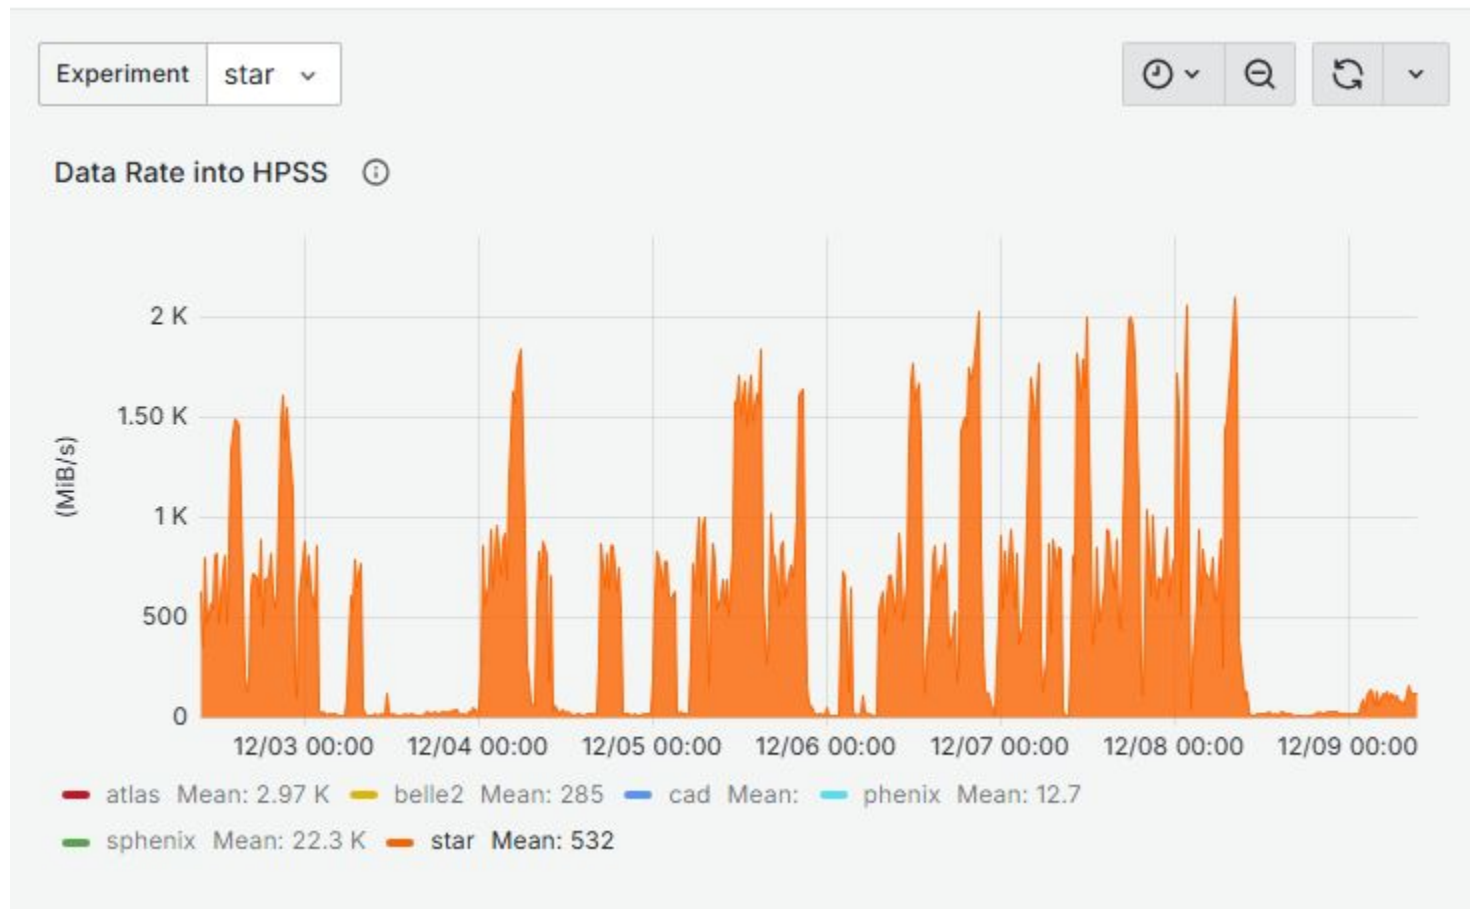 Experiment star
Data Rate into HPSS
2 K
1.50 K
1 K
500
0
(MiB/s)
12/03 00:00 12/04 00:00 12/05 00:00 12/06 00:00 12/07 00:00 12/08 00:00 12/09 00:00
atlas Mean: 2.97 K belle2 Mean: 285 cad Mean: phenix Mean: 12.7
sphenix Mean: 22.3 K star Mean: 532